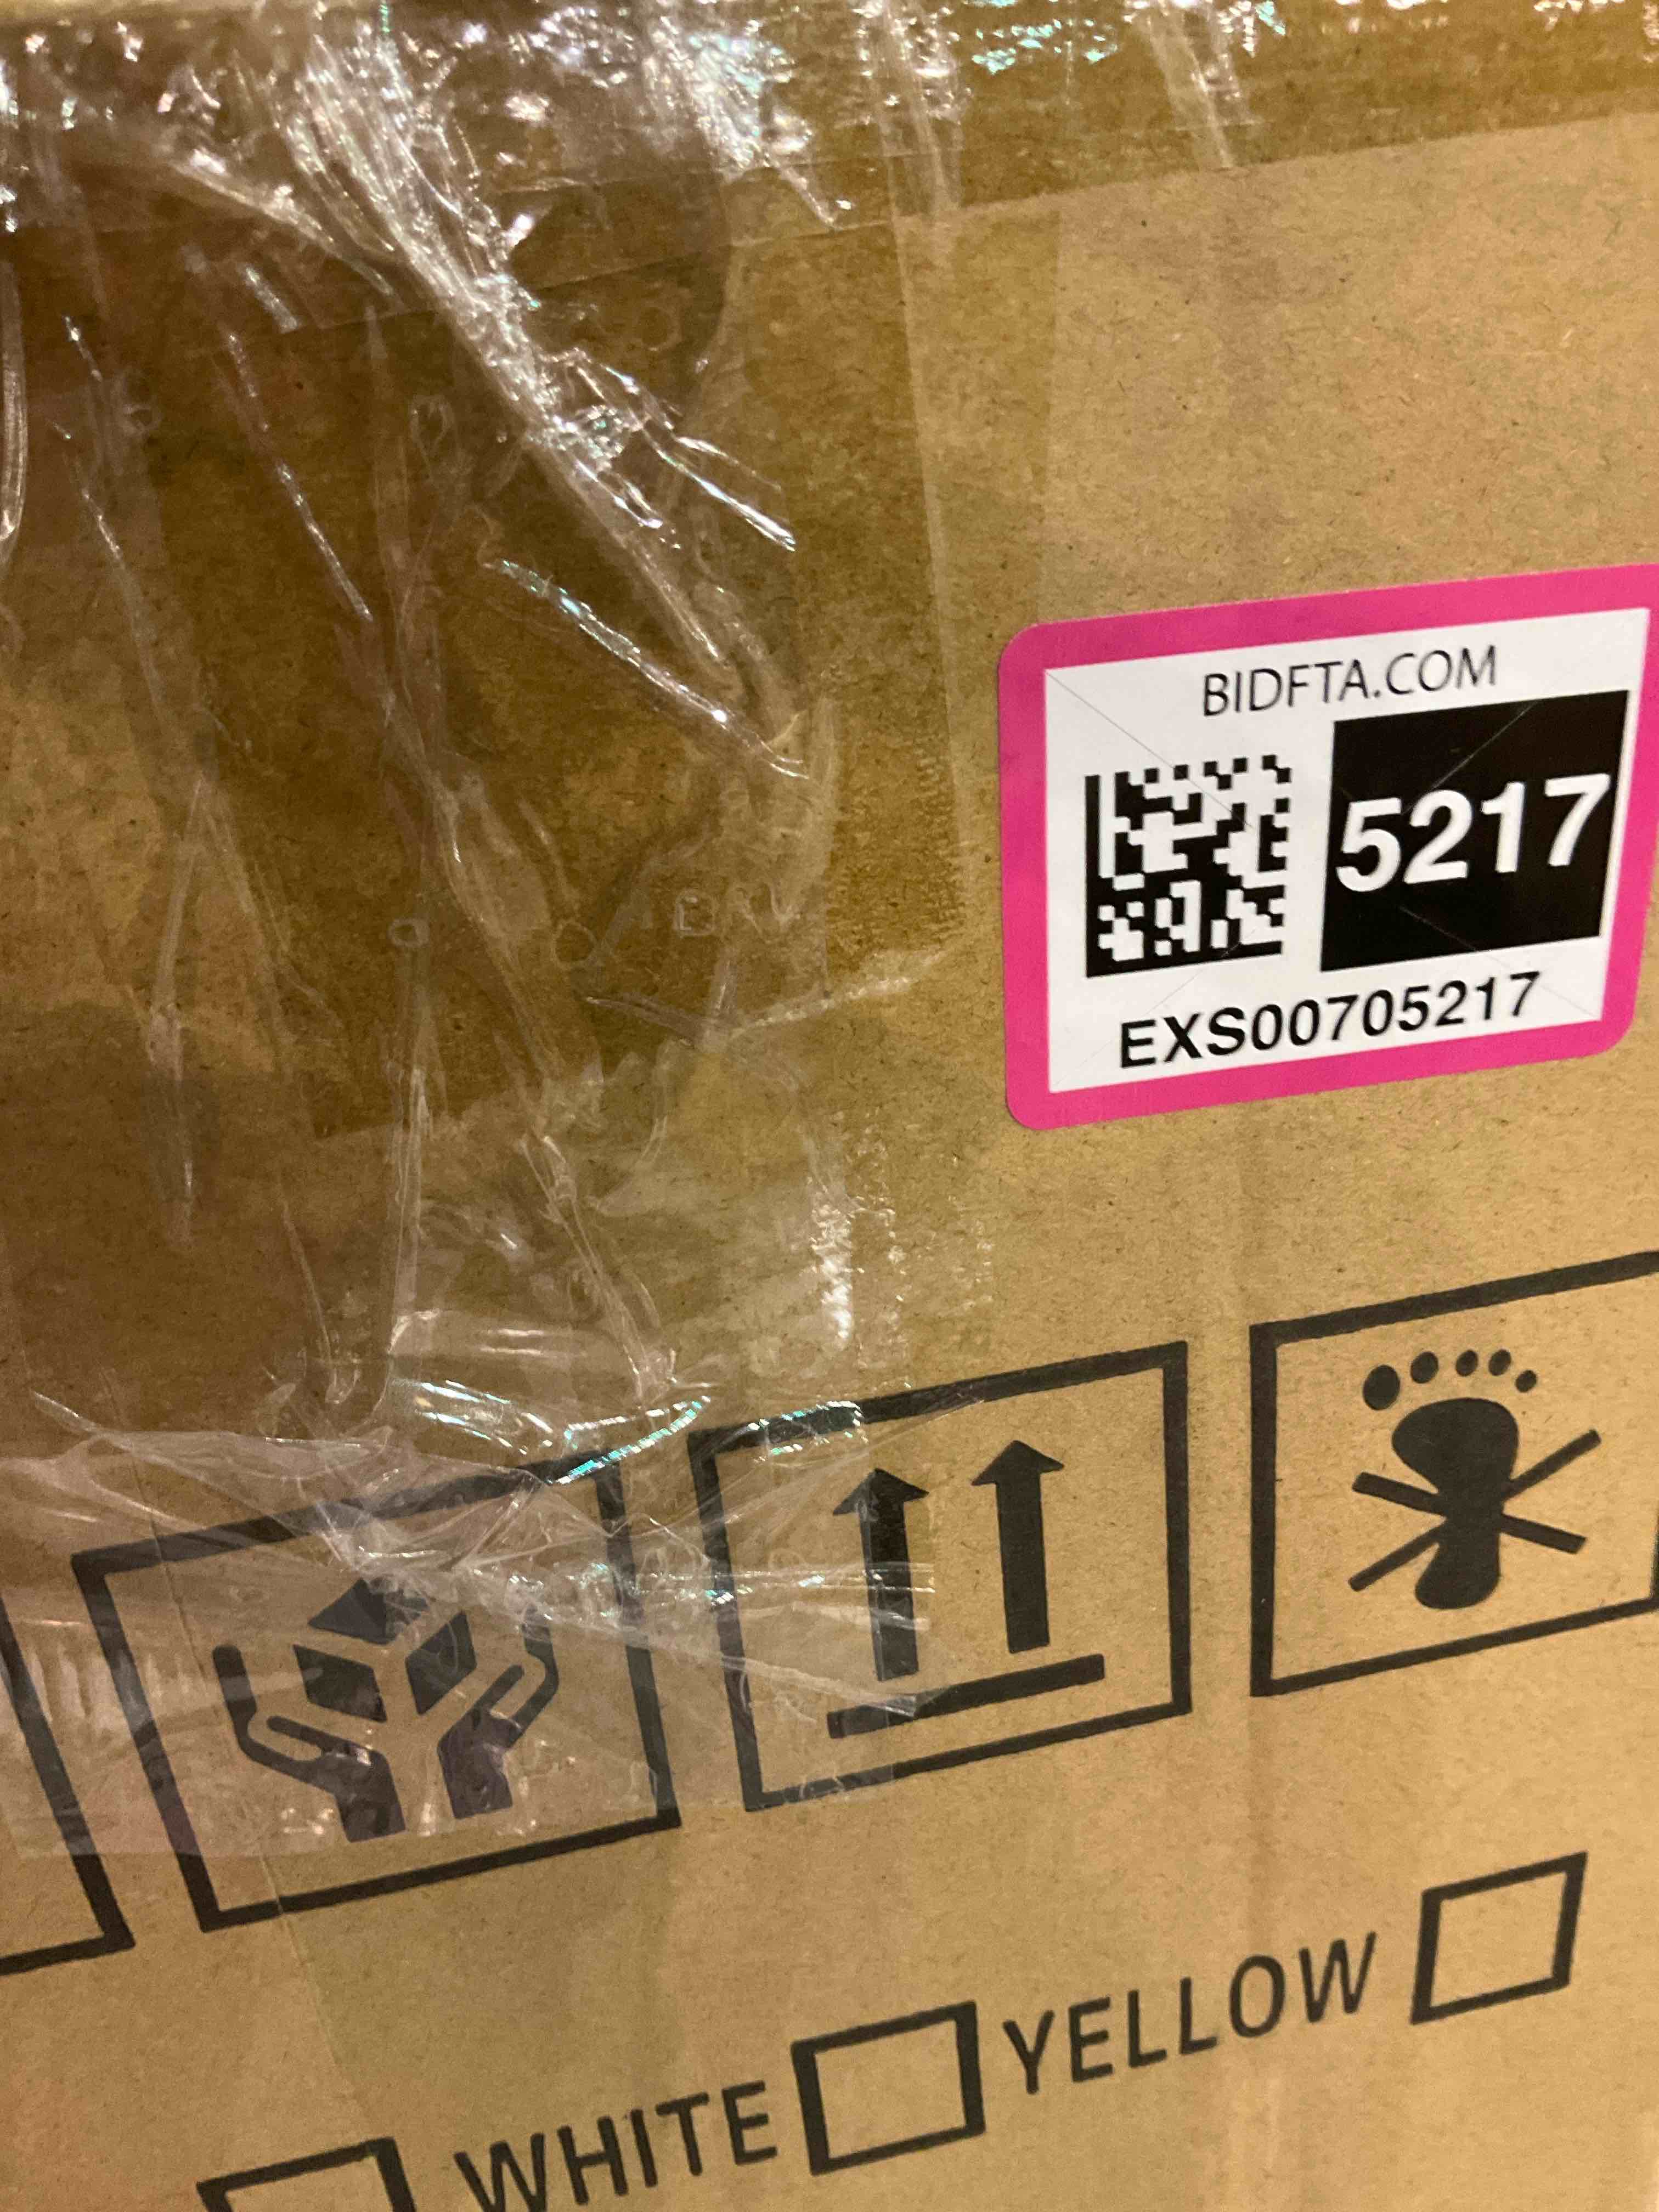 BIDFTA.COM
5217
EXS00705217
WHITE YELLOW